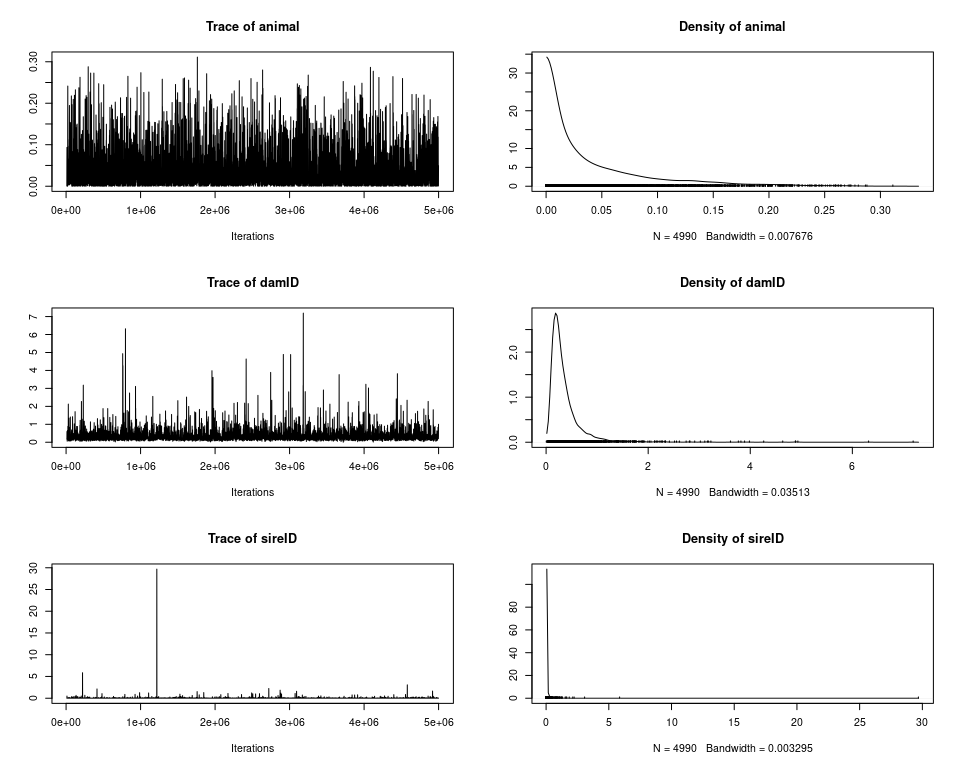 Trace of animal
0.00 0.10 0.20 0.30
0e+00 1e+06 2e+06 3e+06 4e+06 5e+06
Iterations
Density of animal
0 5 10 20 30
0.00 0.05 0.10 0.15 0.20 0.25 0.30
N = 4990 Bandwidth = 0.007676
Trace of damID
0 1 2 3 4 5 6 7
0e+00 1e+06 2e+06 3e+06 4e+06 5e+06
Iterations
Density of damID
0.0 1.0 2.0
0 2 4 6
N = 4990 Bandwidth = 0.03513
Trace of sireID
0 5 10 15 20 25 30
0e+00 1e+06 2e+06 3e+06 4e+06 5e+06
Iterations
Density of sireID
0 20 40 60 80
0 5 10 15 20 25 30
N = 4990 Bandwidth = 0.003295